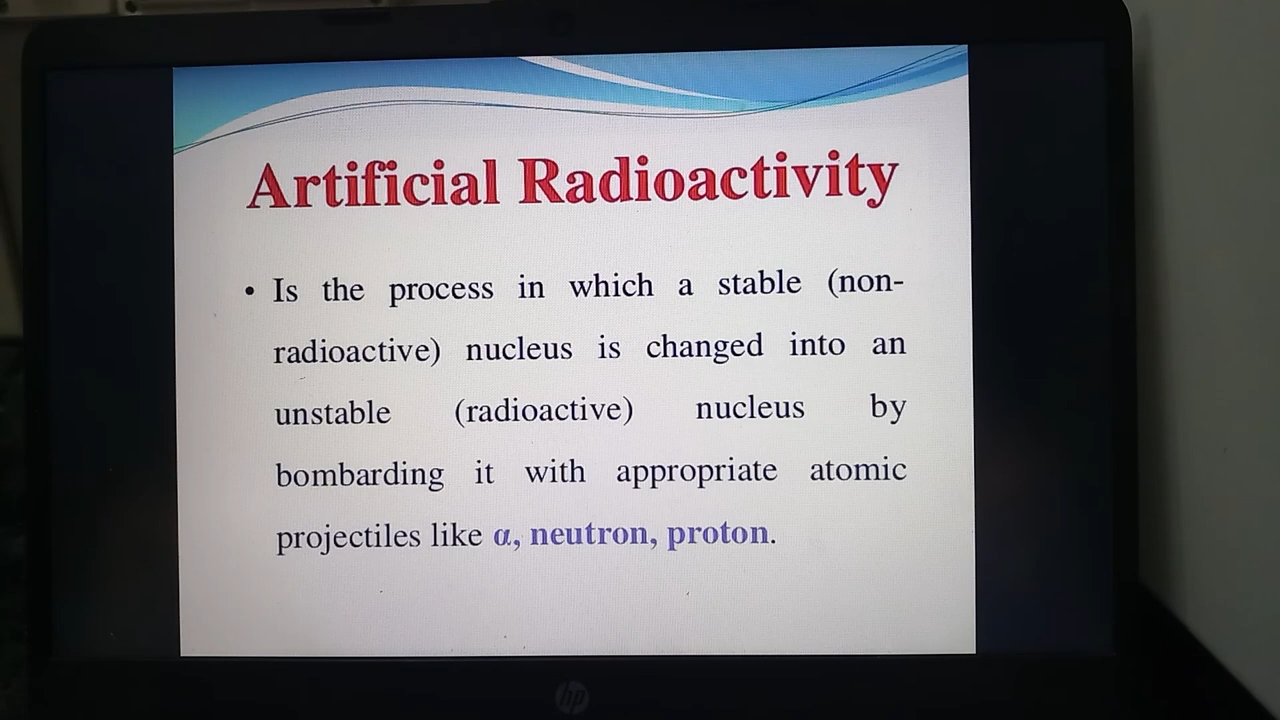 Artificial Radioactivity
• Is the process in which a stable (non-
radioactive) nucleus is changed into an
unstable (radioactive) nucleus by
bombarding it with appropriate atomic
projectiles like α, neutron, proton.
hp